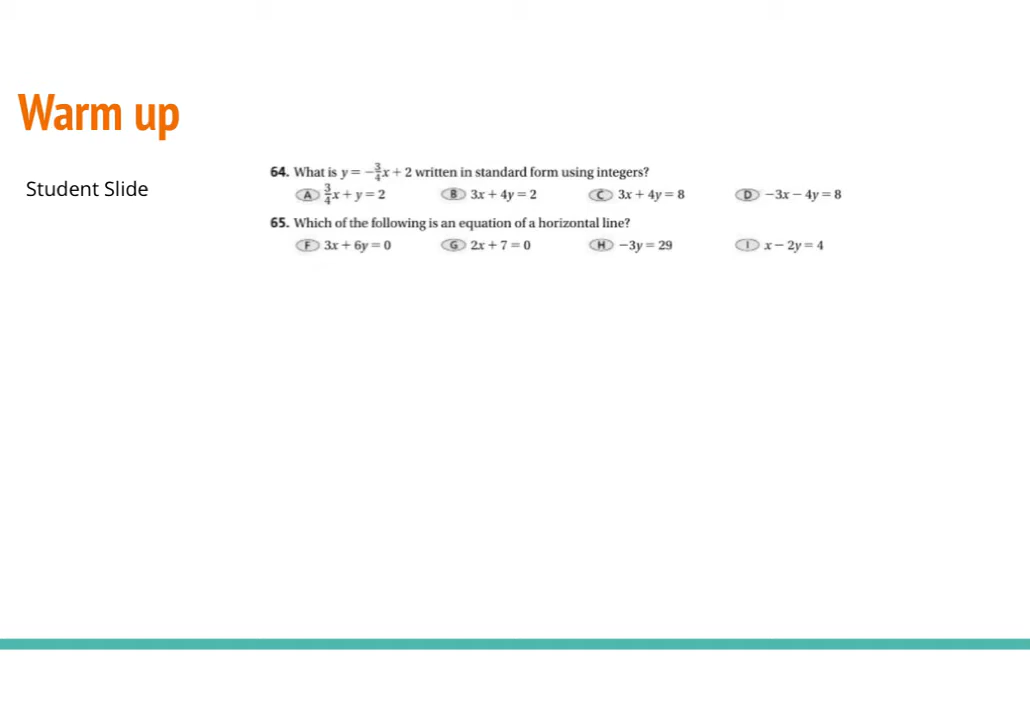 Warm up
Student Slide
64. What is y = −3/4x + 2 written in standard form using integers?
A 3/4x + y = 2 B 3x + 4y = 2 C 3x + 4y = 8 D −3x − 4y = 8
65. Which of the following is an equation of a horizontal line?
F 3x + 6y = 0 G 2x + 7 = 0 H −3y = 29 I x − 2y = 4